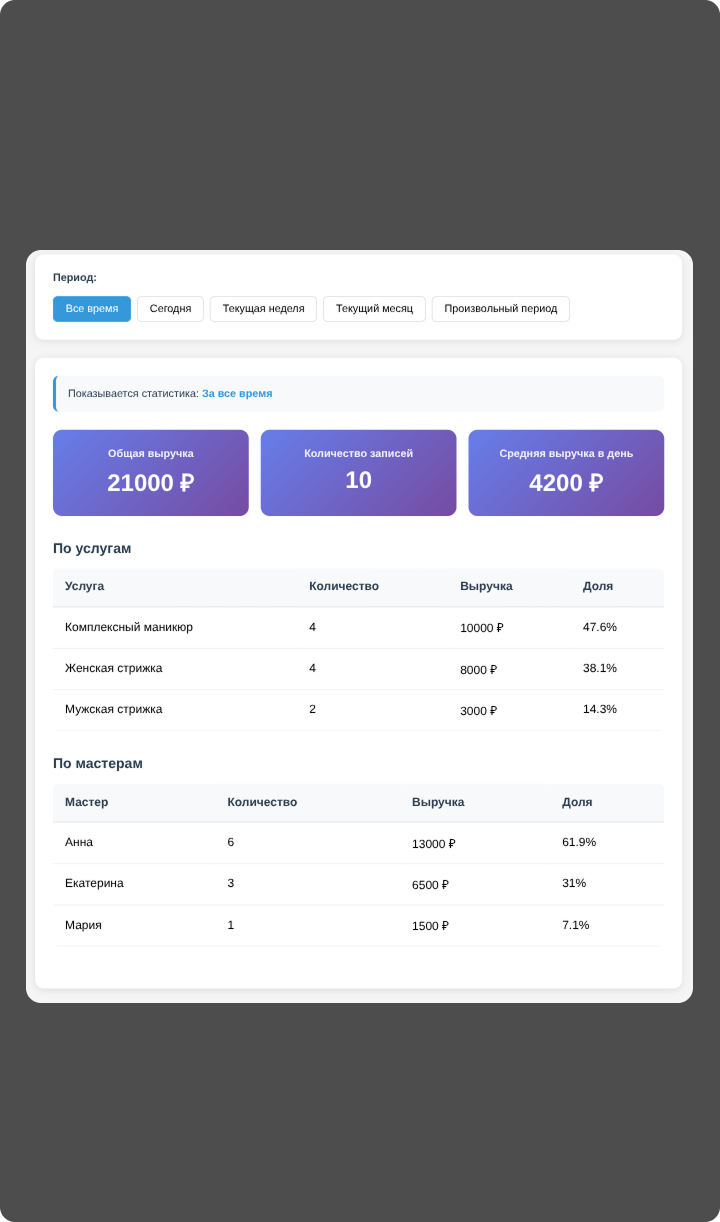 Период:
Все время Сегодня Текущая неделя Текущий месяц Произвольный период
Показывается статистика: За все время
Общая выручка Количество записей Средняя выручка в день
21000 ₽ 10 4200 ₽
По услугам
Услуга Количество Выручка Доля
Комплексный маникюр 4 10000 ₽ 47.6%
Женская стрижка 4 8000 ₽ 38.1%
Мужская стрижка 2 3000 ₽ 14.3%
По мастерам
Мастер Количество Выручка Доля
Анна 6 13000 ₽ 61.9%
Екатерина 3 6500 ₽ 31%
Мария 1 1500 ₽ 7.1%